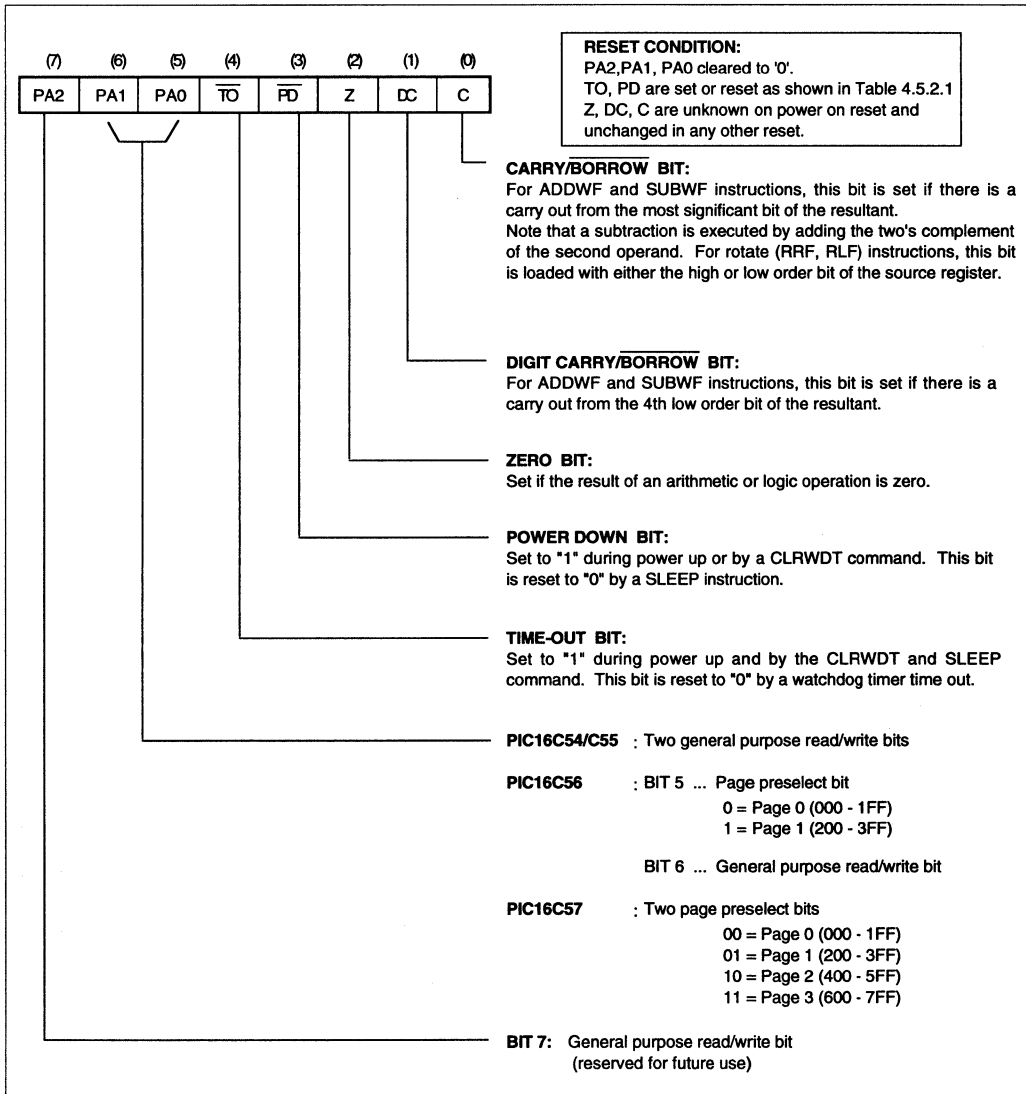 (7) (6) (5) (4) (3) (2) (1) (0)
PA2 PA1 PA0 T̅O̅ P̅D̅ Z DC C
RESET CONDITION:
PA2,PA1, PA0 cleared to '0'.
TO, PD are set or reset as shown in Table 4.5.2.1
Z, DC, C are unknown on power on reset and
unchanged in any other reset.
CARRY/B̅O̅R̅R̅O̅W̅ BIT:
For ADDWF and SUBWF instructions, this bit is set if there is a
carry out from the most significant bit of the resultant.
Note that a subtraction is executed by adding the two's complement
of the second operand. For rotate (RRF, RLF) instructions, this bit
is loaded with either the high or low order bit of the source register.
DIGIT CARRY/B̅O̅R̅R̅O̅W̅ BIT:
For ADDWF and SUBWF instructions, this bit is set if there is a
carry out from the 4th low order bit of the resultant.
ZERO BIT:
Set if the result of an arithmetic or logic operation is zero.
POWER DOWN BIT:
Set to "1" during power up or by a CLRWDT command. This bit
is reset to "0" by a SLEEP instruction.
TIME-OUT BIT:
Set to "1" during power up and by the CLRWDT and SLEEP
command. This bit is reset to "0" by a watchdog timer time out.
PIC16C54/C55 : Two general purpose read/write bits
PIC16C56 : BIT 5 ... Page preselect bit
0 = Page 0 (000 - 1FF)
1 = Page 1 (200 - 3FF)
BIT 6 ... General purpose read/write bit
PIC16C57 : Two page preselect bits
00 = Page 0 (000 - 1FF)
01 = Page 1 (200 - 3FF)
10 = Page 2 (400 - 5FF)
11 = Page 3 (600 - 7FF)
BIT 7: General purpose read/write bit
(reserved for future use)